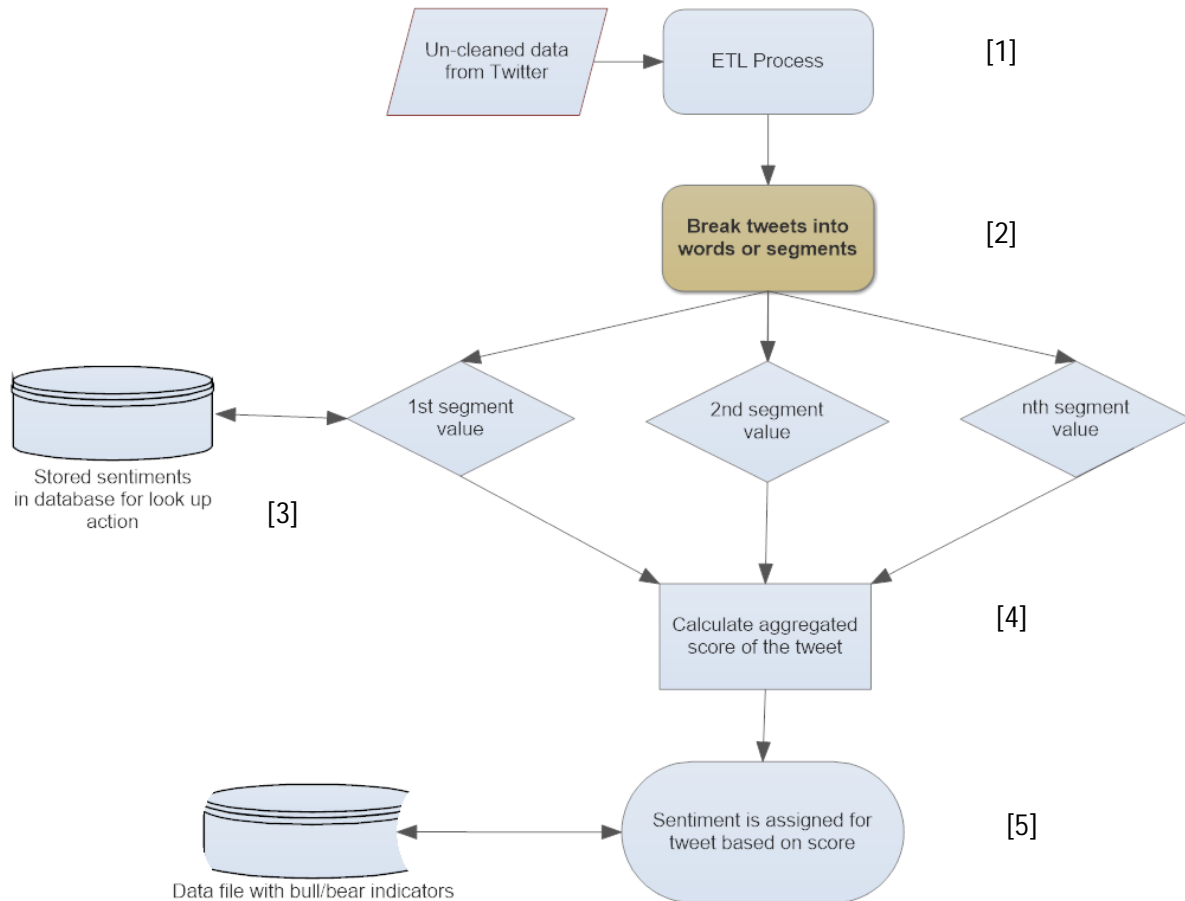 Un-cleaned data
from Twitter
ETL Process
[1]
Break tweets into
words or segments
[2]
1st segment
value
2nd segment
value
nth segment
value
Stored sentiments
in database for look up
action
[3]
Calculate aggregated
score of the tweet
[4]
Sentiment is assigned for
tweet based on score
[5]
Data file with bull/bear indicators